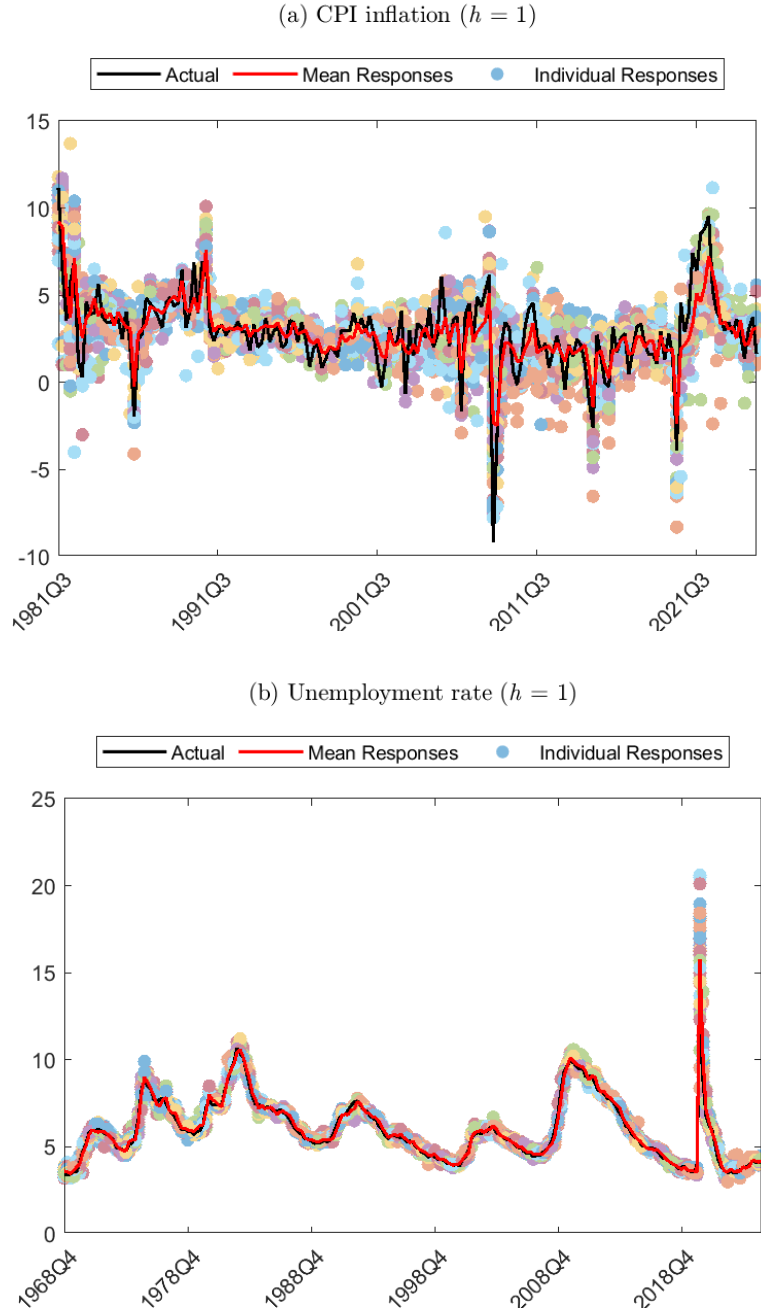 (a) CPI inflation (h = 1)
Actual Mean Responses Individual Responses
15
10
5
0
-5
-10
1981Q3 1991Q3 2001Q3 2011Q3 2021Q3
(b) Unemployment rate (h = 1)
Actual Mean Responses Individual Responses
25
20
15
10
5
0
1968Q4 1978Q4 1988Q4 1998Q4 2008Q4 2018Q4